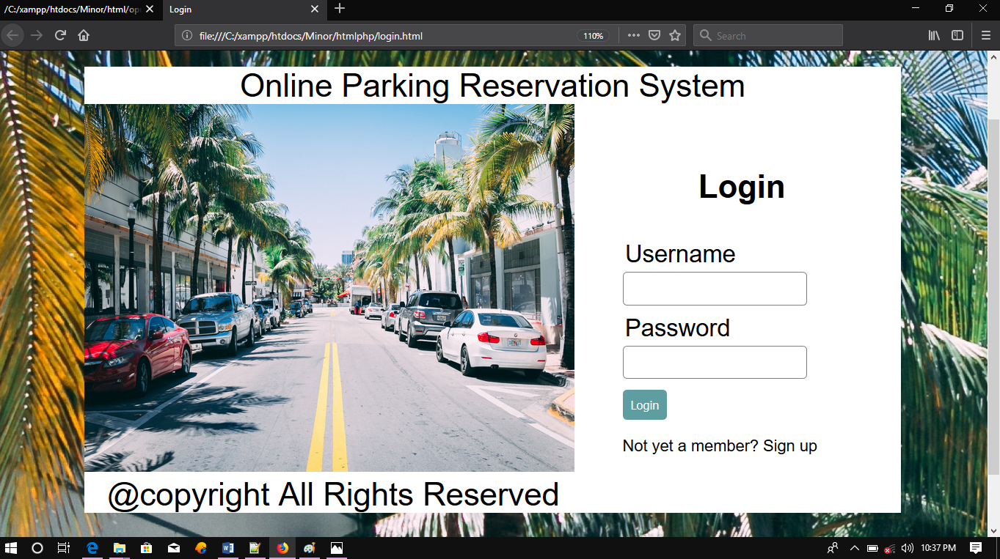 /C:/xampp/htdocs/Minor/html/op
Login
file:///C:/xampp/htdocs/Minor/htmlphp/login.html
110%
Search
Online Parking Reservation System
Login
Username
Password
Login
Not yet a member? Sign up
@copyright All Rights Reserved
10:37 PM